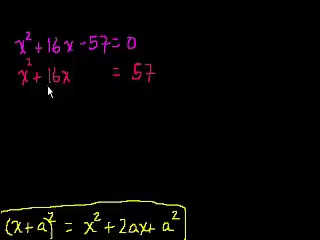 x² + 16x - 57 = 0
x² + 16x = 57
(x + a)² = x² + 2ax + a²